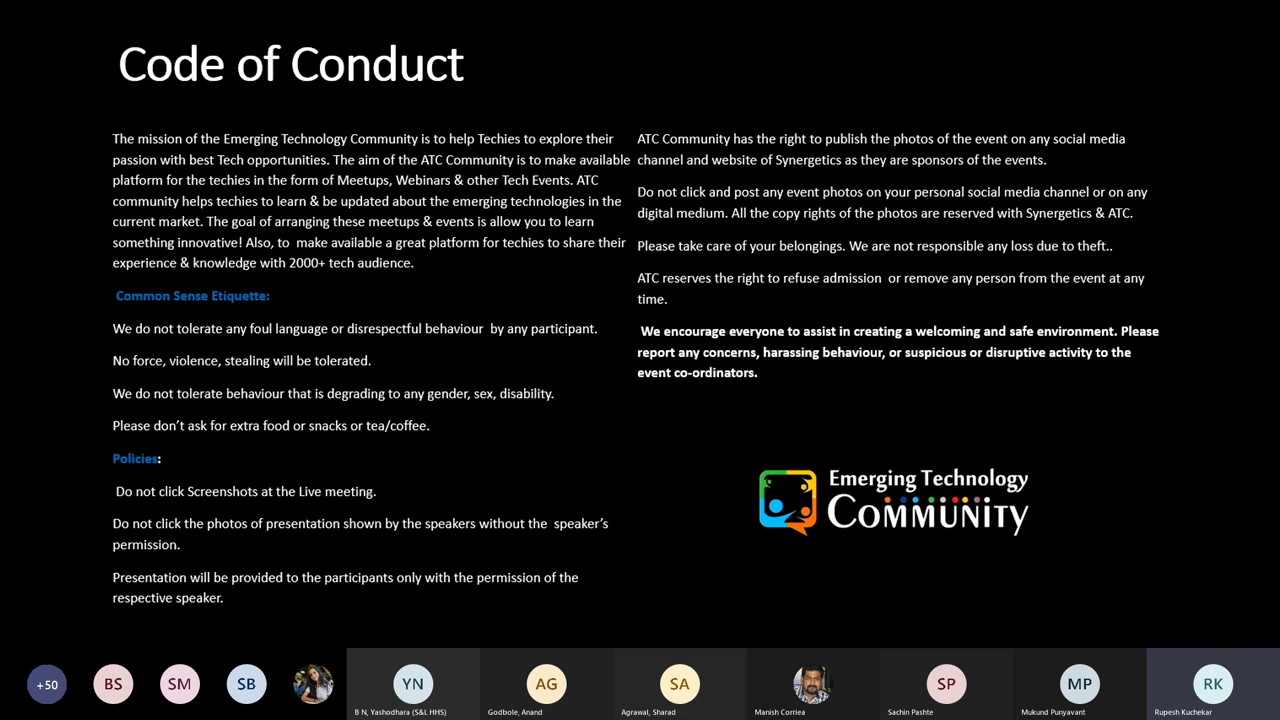 Code of Conduct
The mission of the Emerging Technology Community is to help Techies to explore their
passion with best Tech opportunities. The aim of the ATC Community is to make available
platform for the techies in the form of Meetups, Webinars & other Tech Events. ATC
community helps techies to learn & be updated about the emerging technologies in the
current market. The goal of arranging these meetups & events is allow you to learn
something innovative! Also, to  make available a great platform for techies to share their
experience & knowledge with 2000+ tech audience.
Common Sense Etiquette:
We do not tolerate any foul language or disrespectful behaviour  by any participant.
No force, violence, stealing will be tolerated.
We do not tolerate behaviour that is degrading to any gender, sex, disability.
Please don't ask for extra food or snacks or tea/coffee.
Policies:
Do not click Screenshots at the Live meeting.
Do not click the photos of presentation shown by the speakers without the  speaker's
permission.
Presentation will be provided to the participants only with the permission of the
respective speaker.
ATC Community has the right to publish the photos of the event on any social media
channel and website of Synergetics as they are sponsors of the events.
Do not click and post any event photos on your personal social media channel or on any
digital medium. All the copy rights of the photos are reserved with Synergetics & ATC.
Please take care of your belongings. We are not responsible any loss due to theft..
ATC reserves the right to refuse admission  or remove any person from the event at any
time.
We encourage everyone to assist in creating a welcoming and safe environment. Please
report any concerns, harassing behaviour, or suspicious or disruptive activity to the
event co-ordinators.
Emerging Technology
COMMUNITY
+50
BS
SM
SB
YN
B N, Yashodhara (S&L HHS)
AG
Godbole, Anand
SA
Agrawal, Sharad
Manish Corriea
SP
Sachin Pashte
MP
Mukund Punyavant
RK
Rupesh Kuchekar